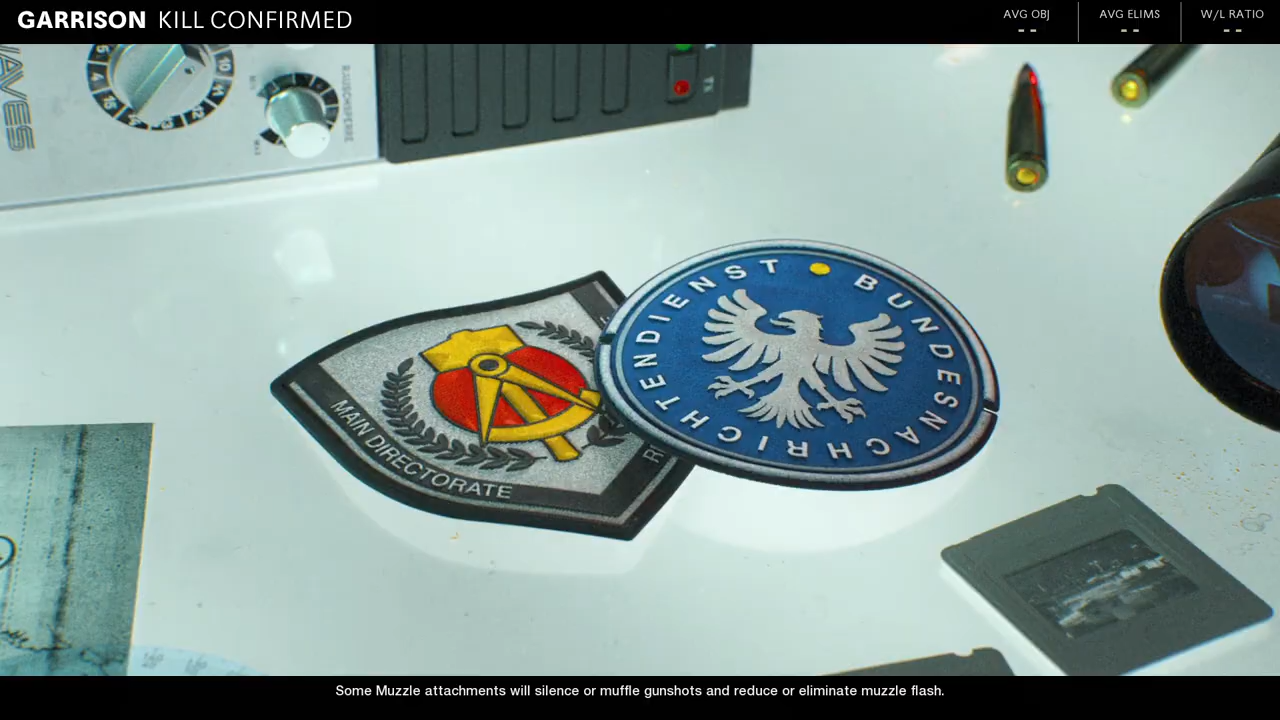 GARRISON KILL CONFIRMED
AVG OBJ
- -
AVG ELIMS
- -
W/L RATIO
- -
BUNDESNACHRICHTENDIENST
MAIN DIRECTORATE
Some Muzzle attachments will silence or muffle gunshots and reduce or eliminate muzzle flash.